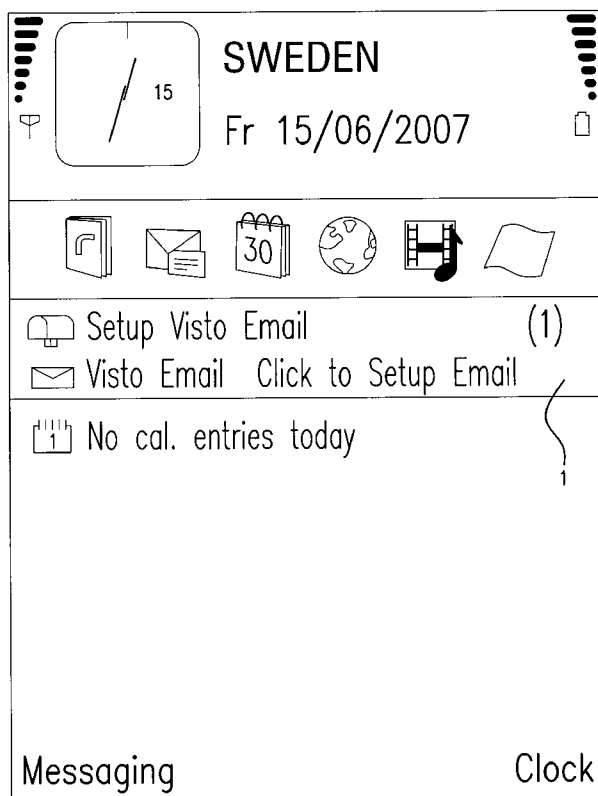 SWEDEN
15
Fr 15/06/2007
30
Setup Visto Email (1)
Visto Email Click to Setup Email
1 No cal. entries today
1
Messaging Clock